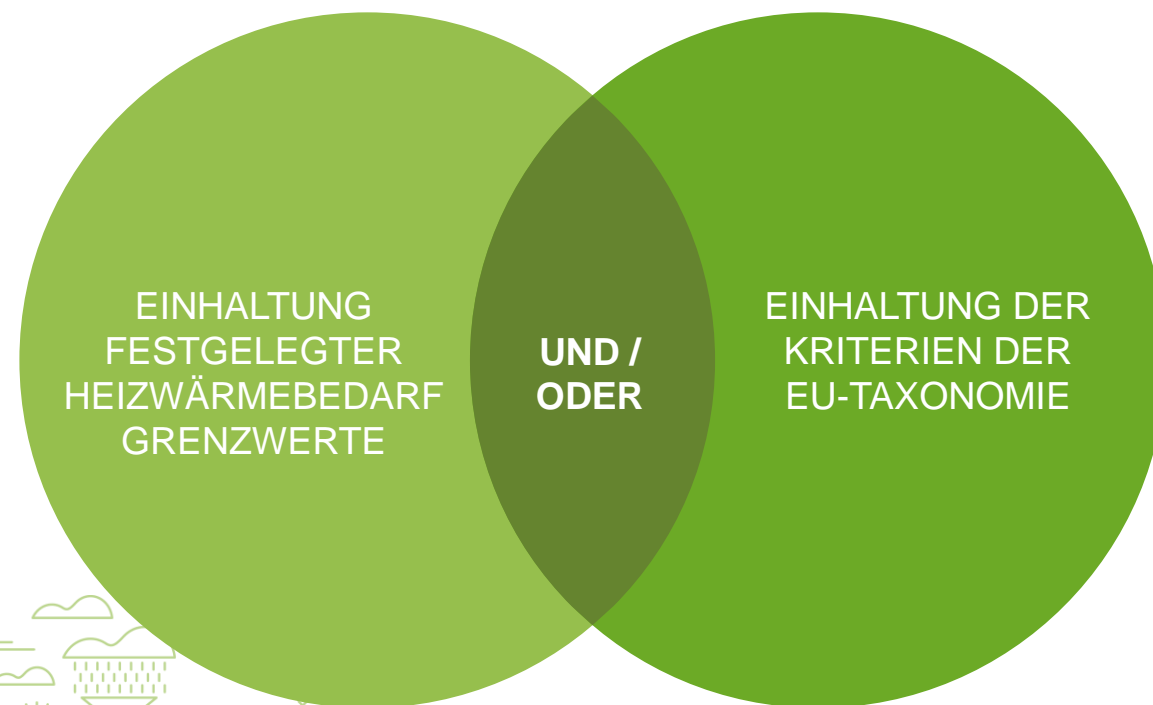 EINHALTUNG
FESTGELEGTER
HEIZWÄRMEBEDARF
GRENZWERTE
UND /
ODER
EINHALTUNG DER
KRITERIEN DER
EU-TAXONOMIE